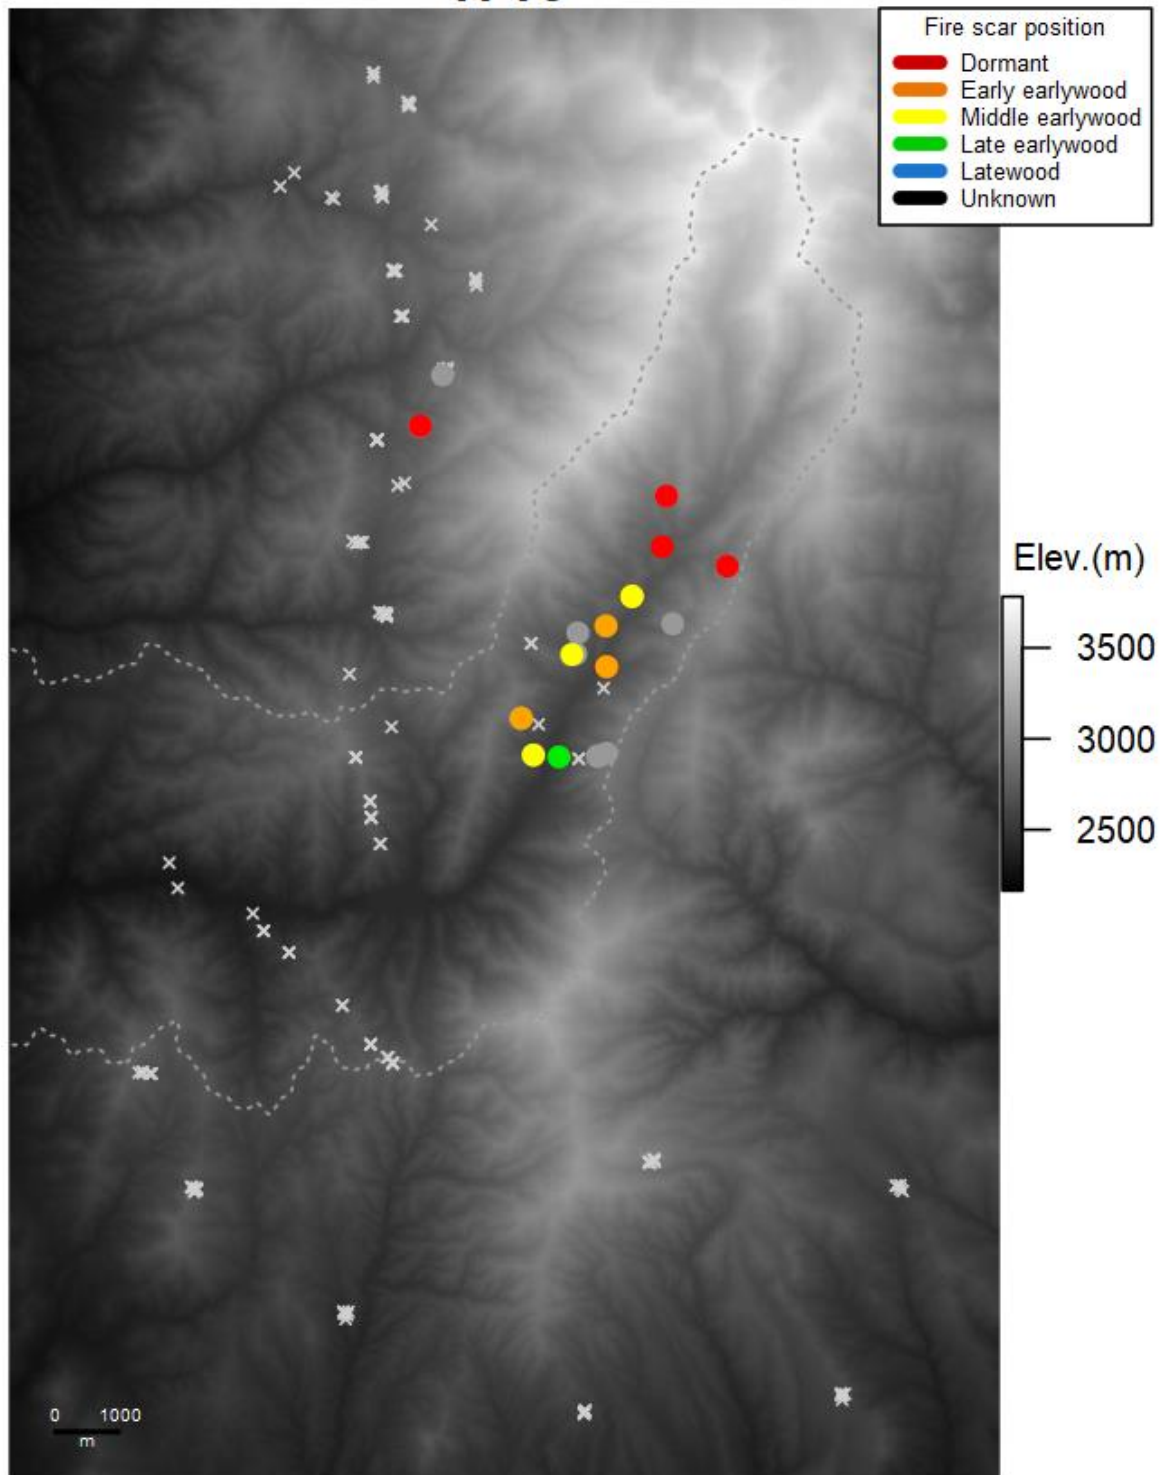 Fire scar position
Dormant
Early earlywood
Middle earlywood
Late earlywood
Latewood
Unknown
Elev.(m)
3500
3000
2500
0 1000
m